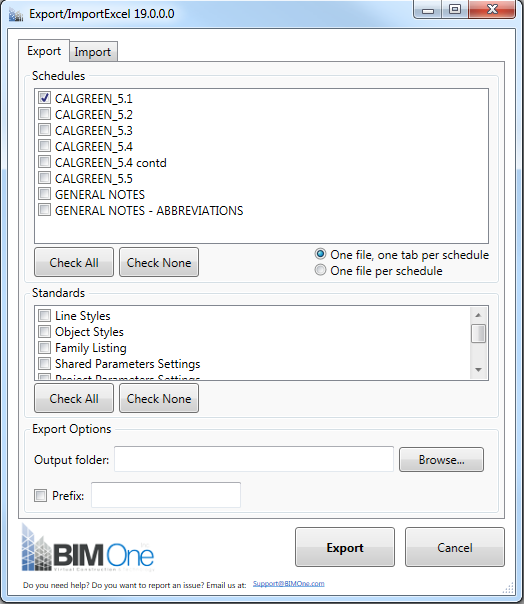 Export/ImportExcel 19.0.0.0
Export Import
Schedules
CALGREEN_5.1
CALGREEN_5.2
CALGREEN_5.3
CALGREEN_5.4
CALGREEN_5.4 contd
CALGREEN_5.5
GENERAL NOTES
GENERAL NOTES - ABBREVIATIONS
Check All Check None
One file, one tab per schedule
One file per schedule
Standards
Line Styles
Object Styles
Family Listing
Shared Parameters Settings
Project Parameters Settings
Check All Check None
Export Options
Output folder: Browse...
Prefix:
BIMOne
Virtual Construction
Export Cancel
Do you need help? Do you want to report an issue? Email us at: Support@BIMOne.com